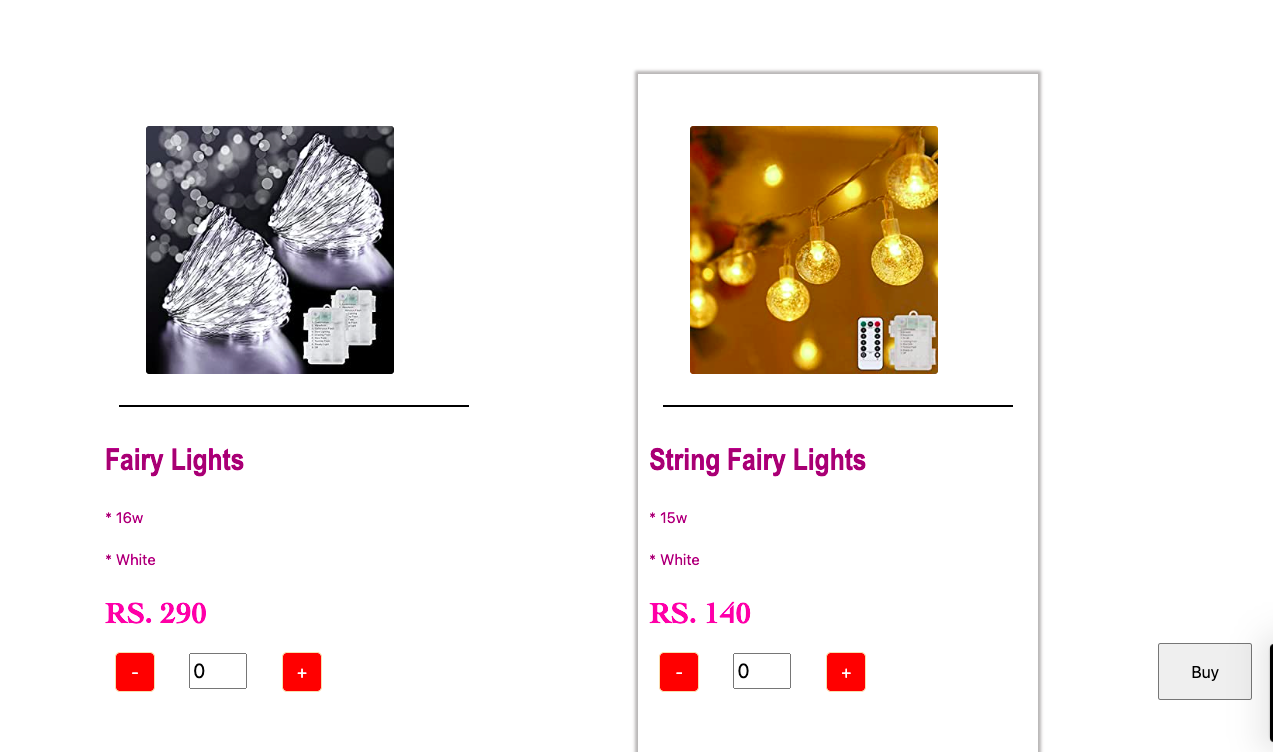 Fairy Lights
* 16w
* White
RS. 290
- 0 +
String Fairy Lights
* 15w
* White
RS. 140
- 0 +
Buy